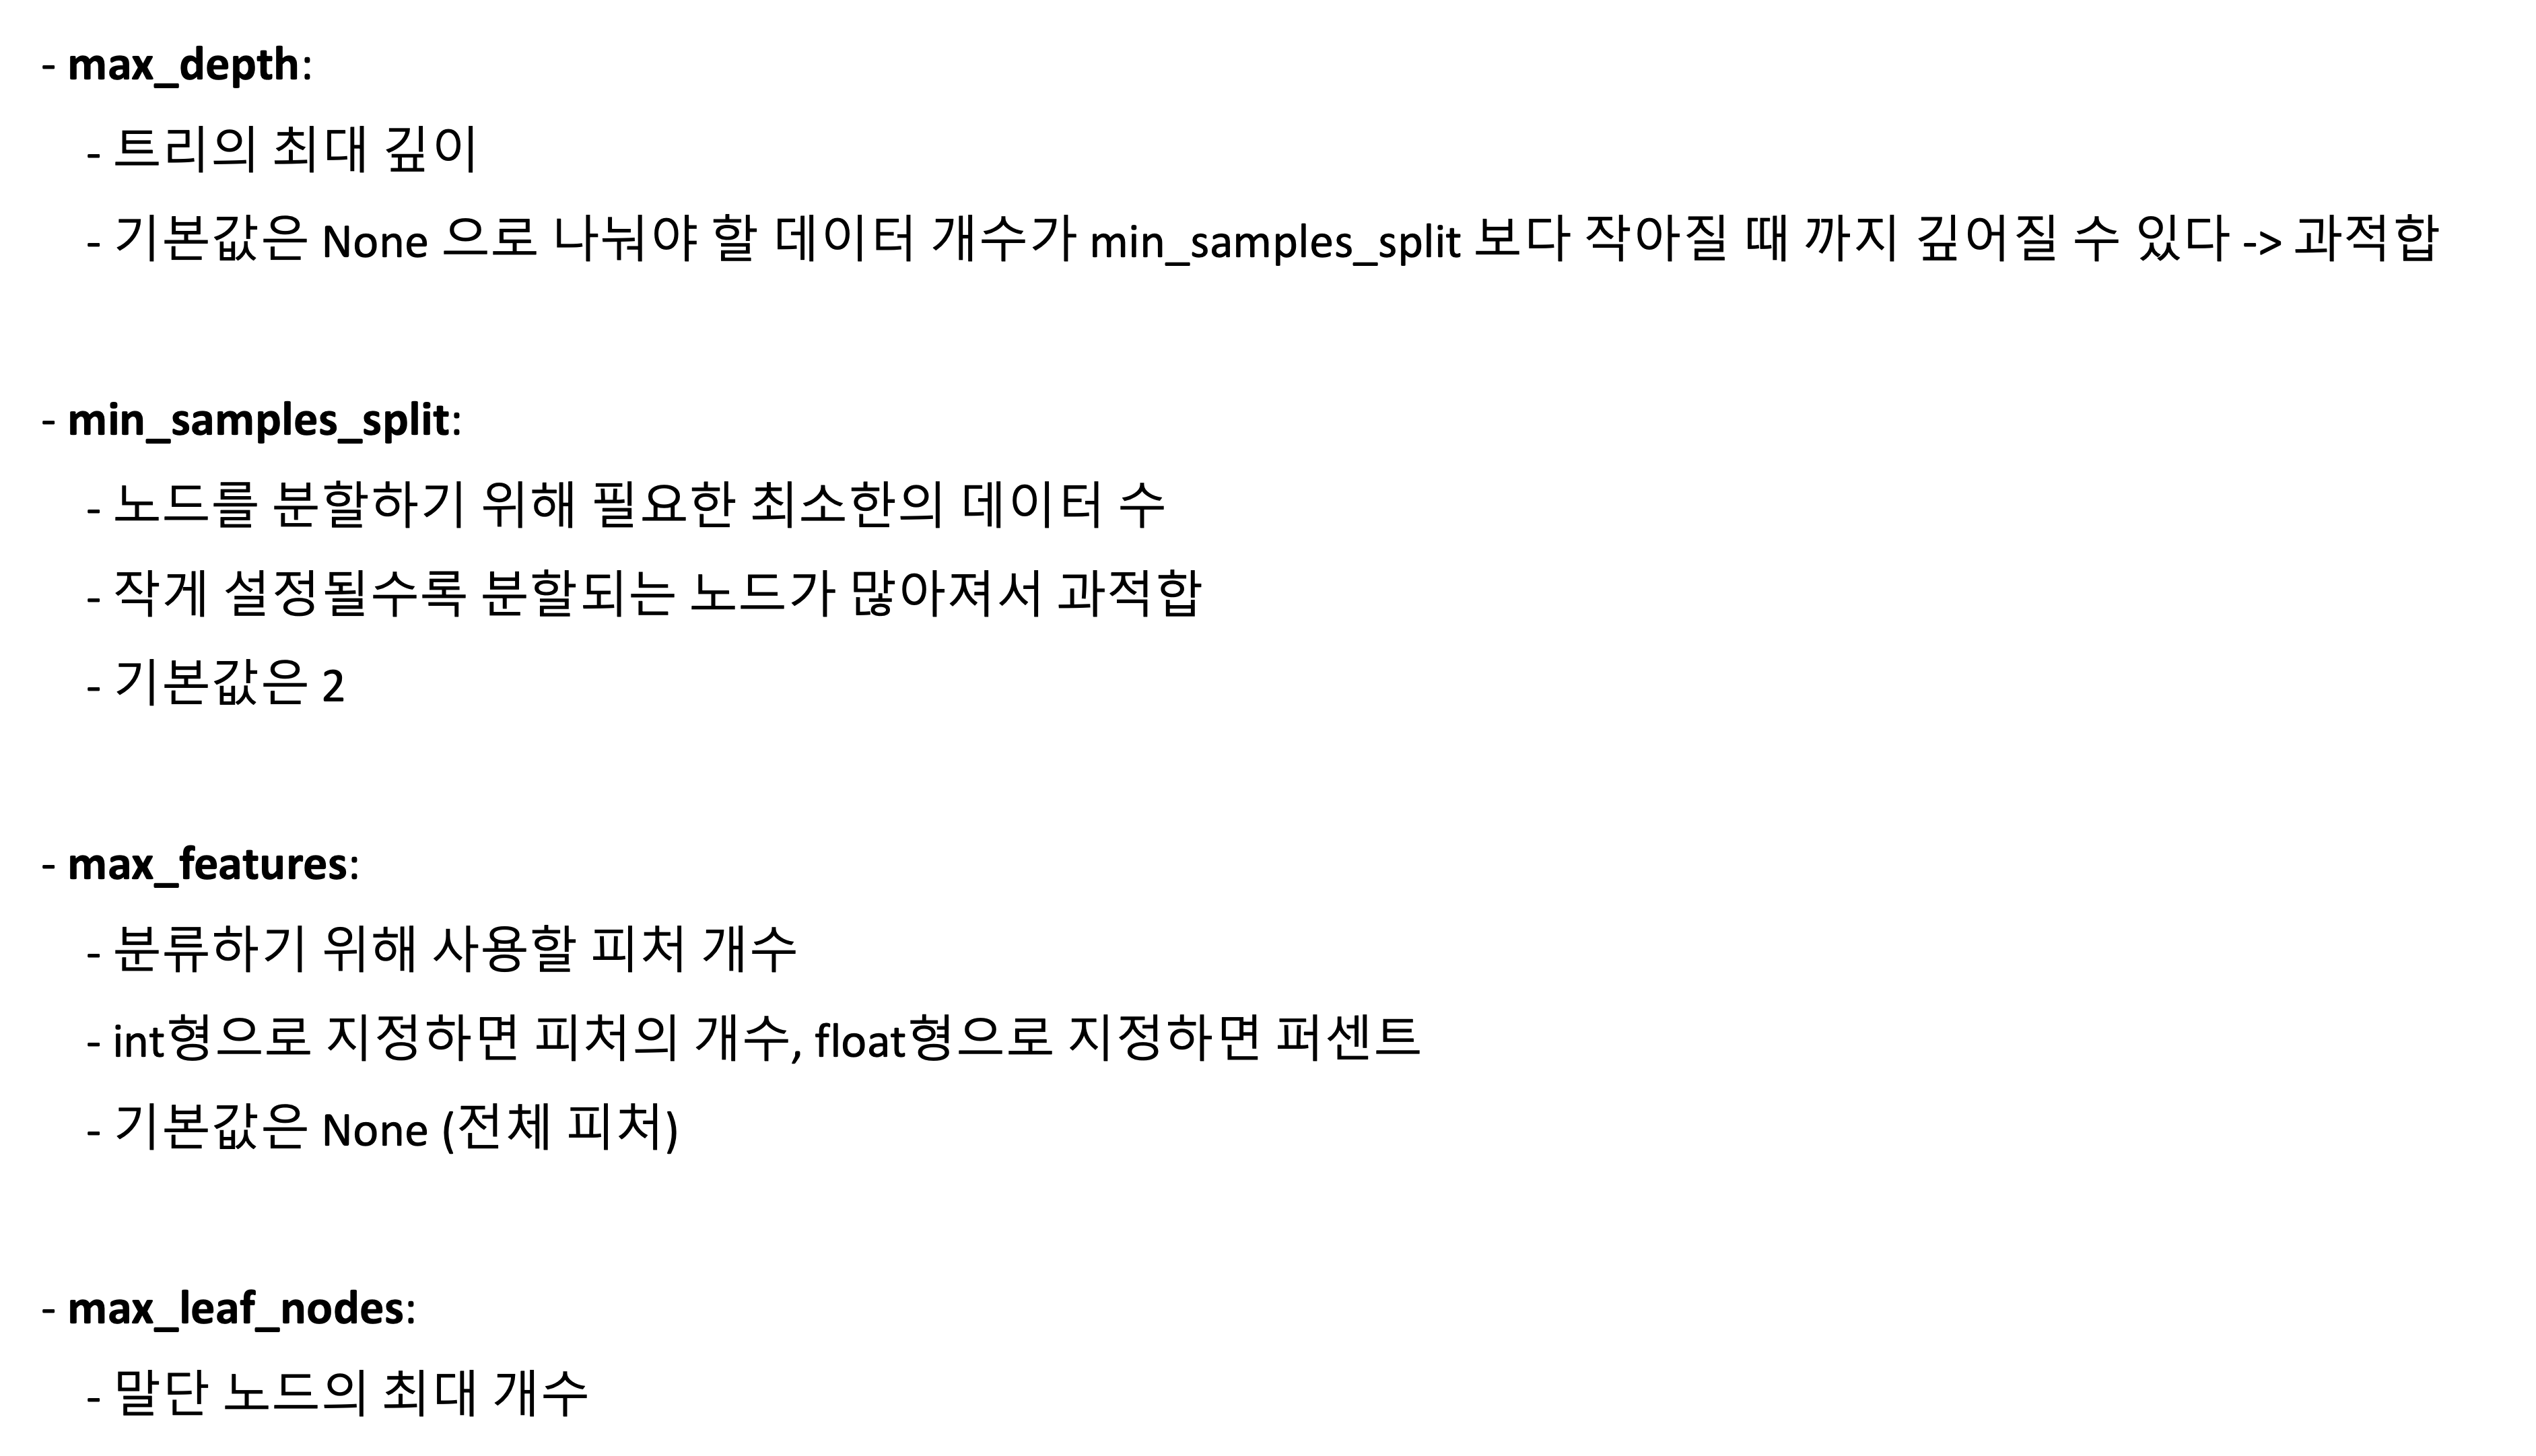 - max_depth:
- 트리의 최대 깊이
- 기본값은 None 으로 나눠야 할 데이터 개수가 min_samples_split 보다 작아질 때 까지 깊어질 수 있다 -> 과적합
- min_samples_split:
- 노드를 분할하기 위해 필요한 최소한의 데이터 수
- 작게 설정될수록 분할되는 노드가 많아져서 과적합
- 기본값은 2
- max_features:
- 분류하기 위해 사용할 피처 개수
- int형으로 지정하면 피처의 개수, float형으로 지정하면 퍼센트
- 기본값은 None (전체 피처)
- max_leaf_nodes:
- 말단 노드의 최대 개수